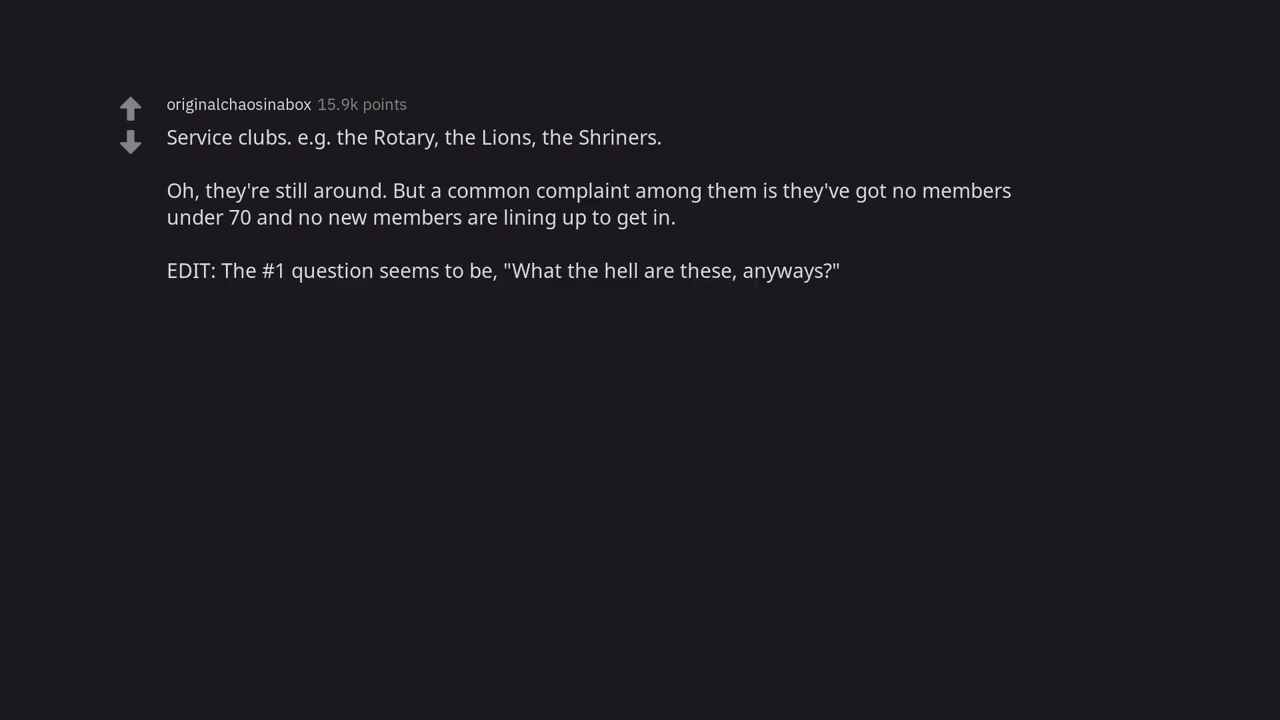 originalchaosinabox 15.9k points
Service clubs. e.g. the Rotary, the Lions, the Shriners.
Oh, they're still around. But a common complaint among them is they've got no members
under 70 and no new members are lining up to get in.
EDIT: The #1 question seems to be, "What the hell are these, anyways?"